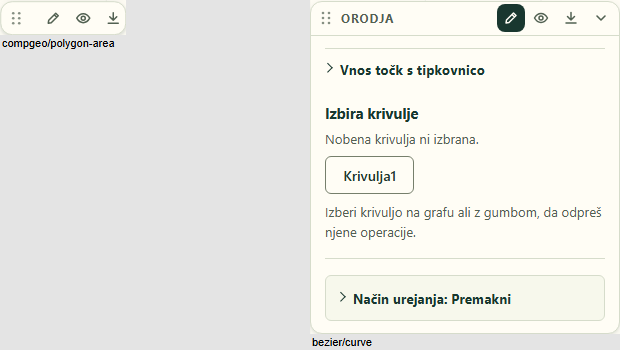 compgeo/polygon-area
ORODJA
Vnos točk s tipkovnico
Izbira krivulje
Nobena krivulja ni izbrana.
Krivulja1
Izberi krivuljo na grafu ali z gumbom, da odpreš
njene operacije.
Način urejanja: Premakni
bezier/curve